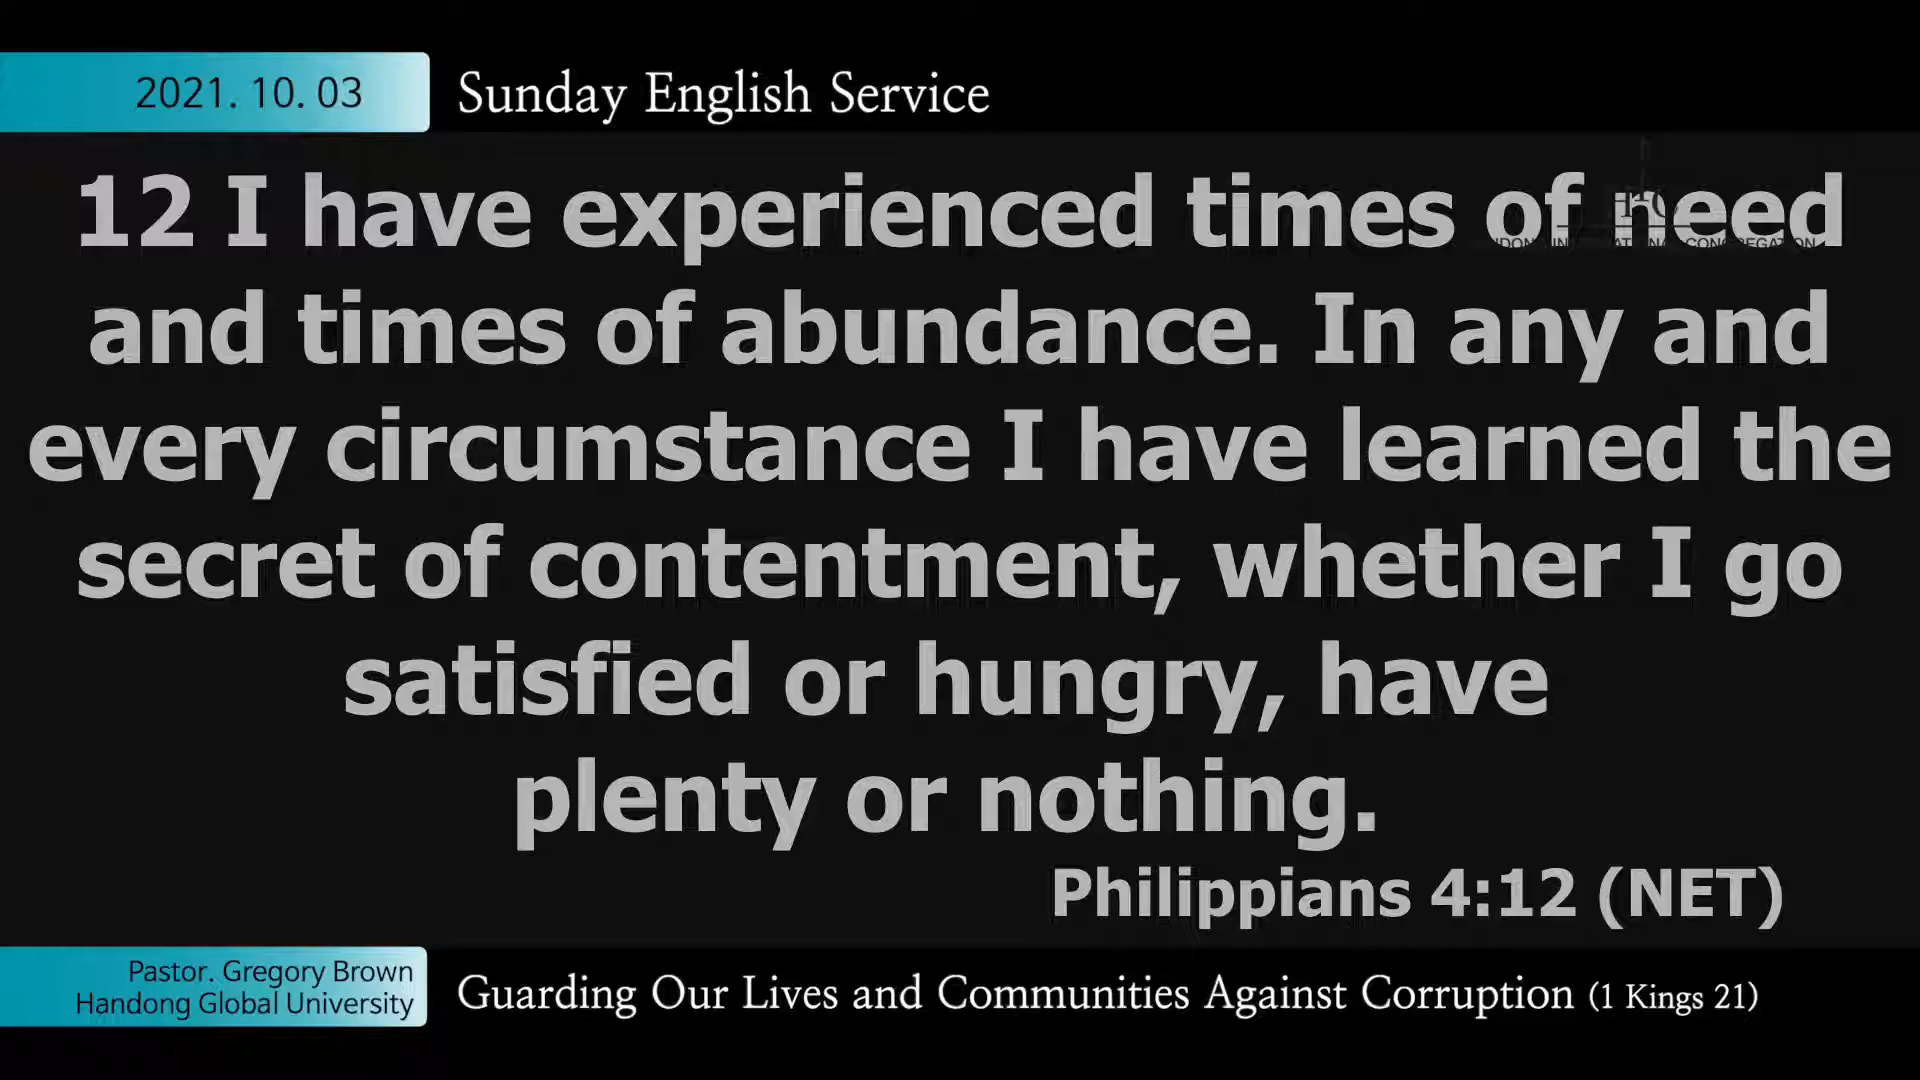 2021. 10. 03
Sunday English Service
12 I have experienced times of need
and times of abundance. In any and
every circumstance I have learned the
secret of contentment, whether I go
satisfied or hungry, have
plenty or nothing.
Philippians 4:12 (NET)
Pastor. Gregory Brown
Handong Global University
Guarding Our Lives and Communities Against Corruption (1 Kings 21)